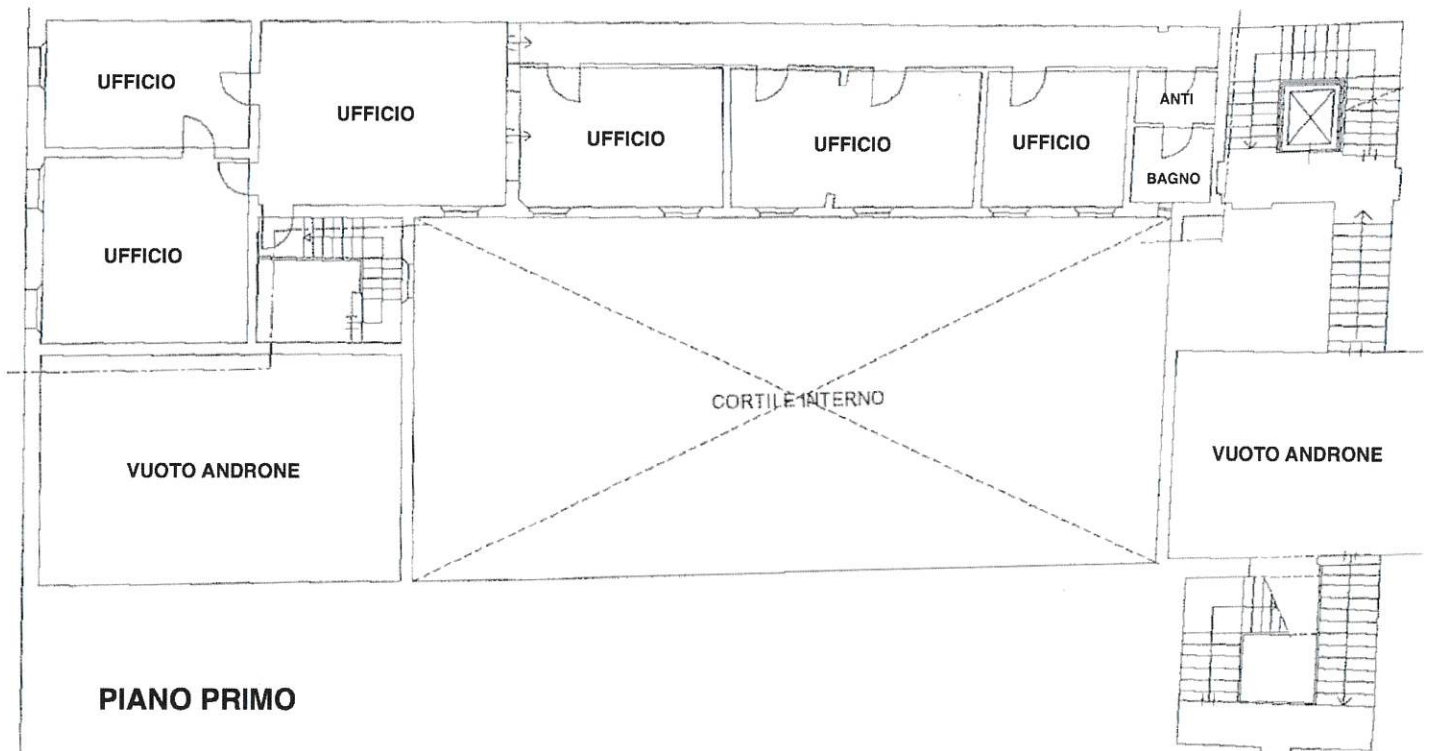 UFFICIO
UFFICIO
UFFICIO
UFFICIO
UFFICIO
ANTI
BAGNO
UFFICIO
CORTILE INTERNO
VUOTO ANDRONE
VUOTO ANDRONE
PIANO PRIMO